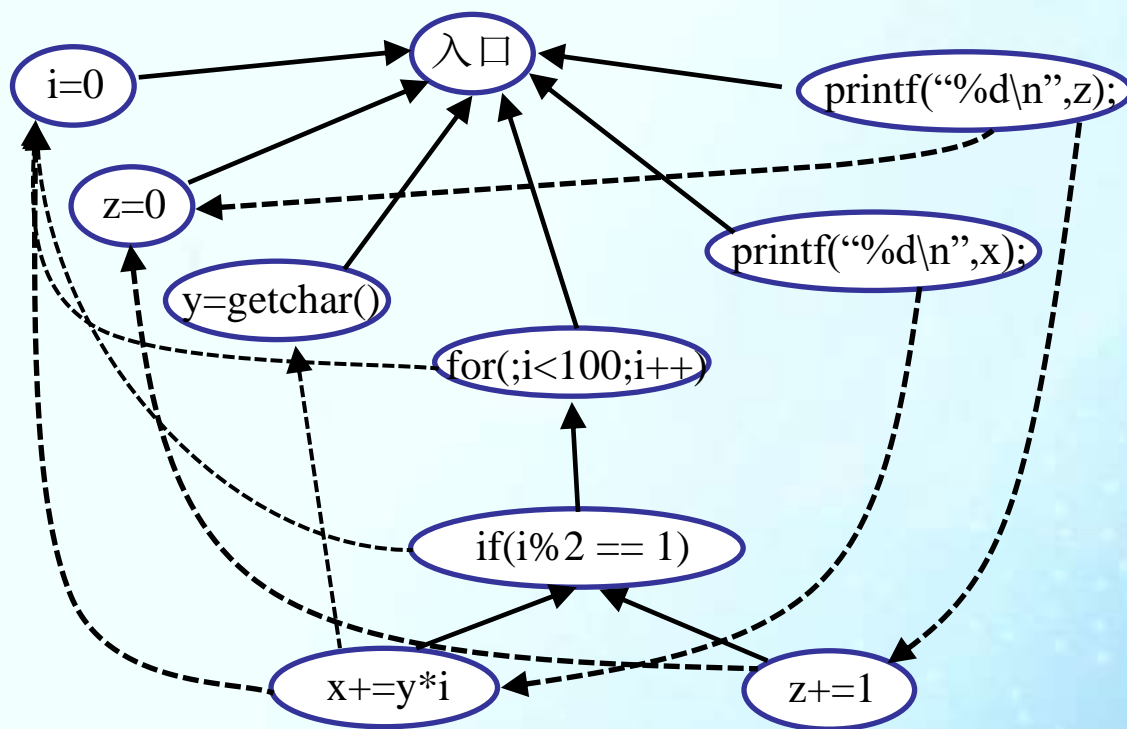 入口
i=0
printf(“%d\n”,z);
z=0
printf(“%d\n”,x);
y=getchar()
for(;i<100;i++)
if(i%2 == 1)
x+=y*i
z+=1